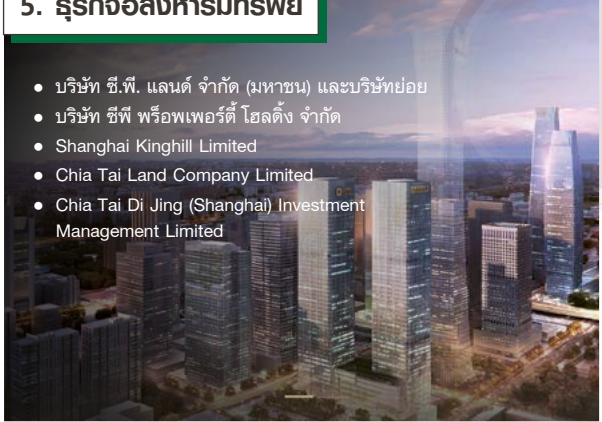 5. ธุรกิจอสังหาริมทรัพย์
● บริษัท ซี.พี. แลนด์ จำกัด (มหาชน) และบริษัทย่อย
● บริษัท ซีพี พร็อพเพอร์ตี้ โฮลดิ้ง จำกัด
● Shanghai Kinghill Limited
● Chia Tai Land Company Limited
● Chia Tai Di Jing (Shanghai) Investment
Management Limited